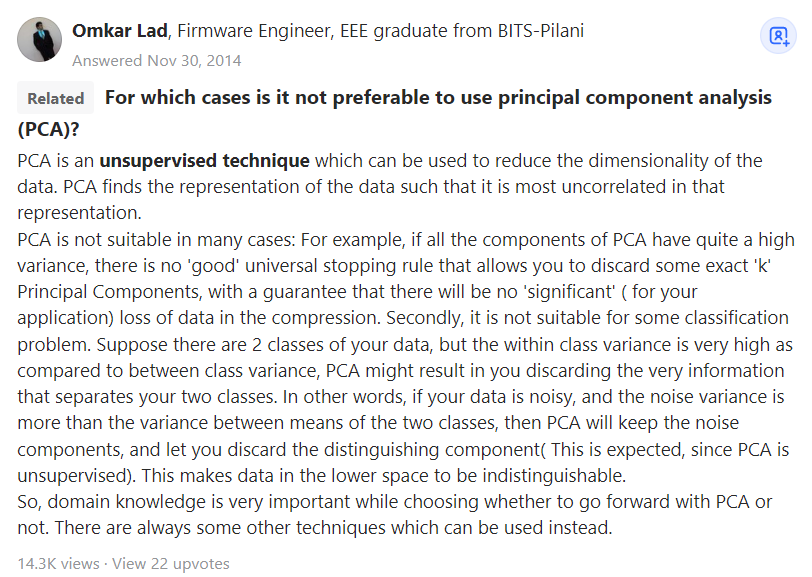 Omkar Lad, Firmware Engineer, EEE graduate from BITS-Pilani
Answered Nov 30, 2014
Related For which cases is it not preferable to use principal component analysis
(PCA)?
PCA is an unsupervised technique which can be used to reduce the dimensionality of the
data. PCA finds the representation of the data such that it is most uncorrelated in that
representation.
PCA is not suitable in many cases: For example, if all the components of PCA have quite a high
variance, there is no 'good' universal stopping rule that allows you to discard some exact 'k'
Principal Components, with a guarantee that there will be no 'significant' ( for your
application) loss of data in the compression. Secondly, it is not suitable for some classification
problem. Suppose there are 2 classes of your data, but the within class variance is very high as
compared to between class variance, PCA might result in you discarding the very information
that separates your two classes. In other words, if your data is noisy, and the noise variance is
more than the variance between means of the two classes, then PCA will keep the noise
components, and let you discard the distinguishing component( This is expected, since PCA is
unsupervised). This makes data in the lower space to be indistinguishable.
So, domain knowledge is very important while choosing whether to go forward with PCA or
not. There are always some other techniques which can be used instead.
14.3K views · View 22 upvotes